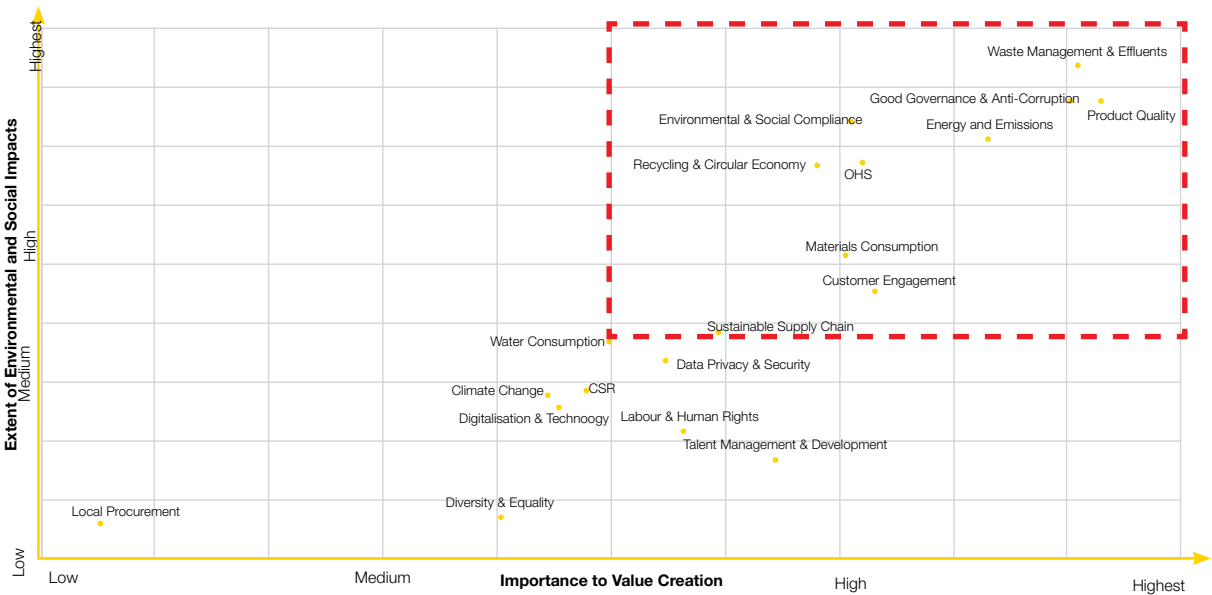 Highest
Waste Management & Effluents
Good Governance & Anti-Corruption
Product Quality
Environmental & Social Compliance
Energy and Emissions
Recycling & Circular Economy
OHS
Extent of Environmental and Social Impacts
High
Materials Consumption
Customer Engagement
Sustainable Supply Chain
Water Consumption
Medium
Data Privacy & Security
Climate Change
CSR
Digitalisation & Technoogy
Labour & Human Rights
Talent Management & Development
Diversity & Equality
Local Procurement
Low
Low
Medium
Importance to Value Creation
High
Highest